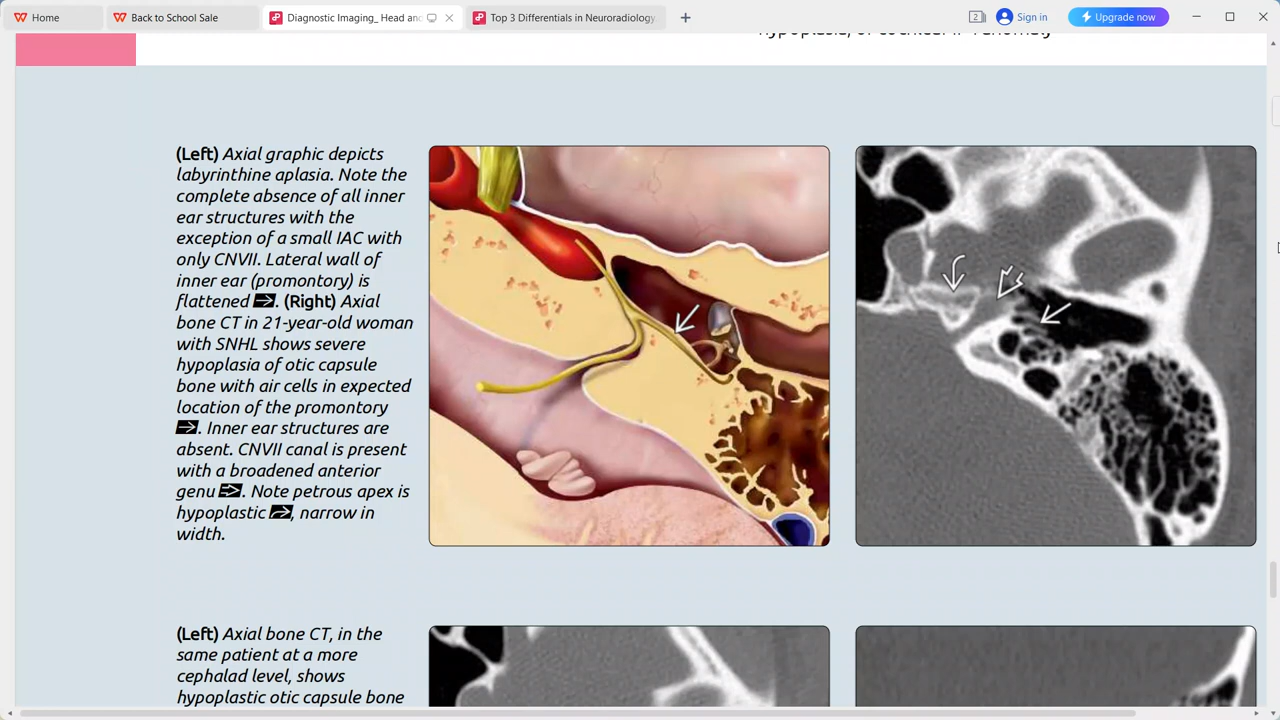 Home
Back to School Sale
Diagnostic Imaging_ Head an
Top 3 Differentials in Neuroradiology
2
Sign in
Upgrade now
(Left) Axial graphic depicts
labyrinthine aplasia. Note the
complete absence of all inner
ear structures with the
exception of a small IAC with
only CNVII. Lateral wall of
inner ear (promontory) is
flattened ➡. (Right) Axial
bone CT in 21-year-old woman
with SNHL shows severe
hypoplasia of otic capsule
bone with air cells in expected
location of the promontory
➡. Inner ear structures are
absent. CNVII canal is present
with a broadened anterior
genu ➡. Note petrous apex is
hypoplastic ➡, narrow in
width.
(Left) Axial bone CT, in the
same patient at a more
cephalad level, shows
hypoplastic otic capsule bone